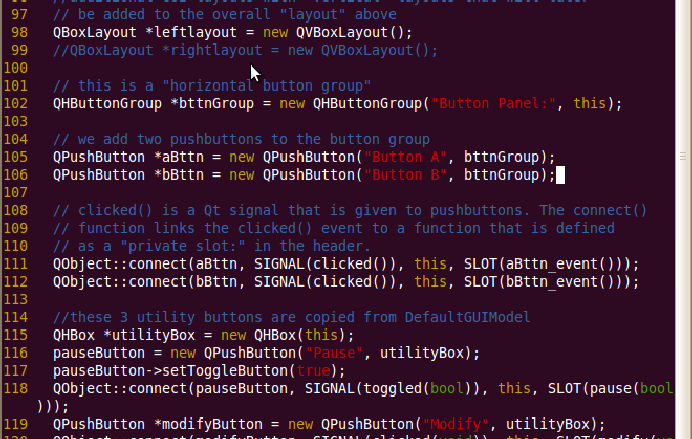 97 // be added to the overall "layout" above
98 QBoxLayout *leftlayout = new QVBoxLayout();
99 //QBoxLayout *rightlayout = new QVBoxLayout();
100
101 // this is a "horizontal button group"
102 QHButtonGroup *bttnGroup = new QHButtonGroup("Button Panel:", this);
103
104 // we add two pushbuttons to the button group
105 QPushButton *aBttn = new QPushButton("Button A", bttnGroup);
106 QPushButton *bBttn = new QPushButton("Button B", bttnGroup);
107
108 // clicked() is a Qt signal that is given to pushbuttons. The connect()
109 // function links the clicked() event to a function that is defined
110 // as a "private slot:" in the header.
111 QObject::connect(aBttn, SIGNAL(clicked()), this, SLOT(aBttn_event()));
112 QObject::connect(bBttn, SIGNAL(clicked()), this, SLOT(bBttn_event()));
113
114 //these 3 utility buttons are copied from DefaultGUIModel
115 QHBox *utilityBox = new QHBox(this);
116 pauseButton = new QPushButton("Pause", utilityBox);
117 pauseButton->setToggleButton(true);
118 QObject::connect(pauseButton, SIGNAL(toggled(bool)), this, SLOT(pause(bool
)));
119 QPushButton *modifyButton = new QPushButton("Modify", utilityBox);